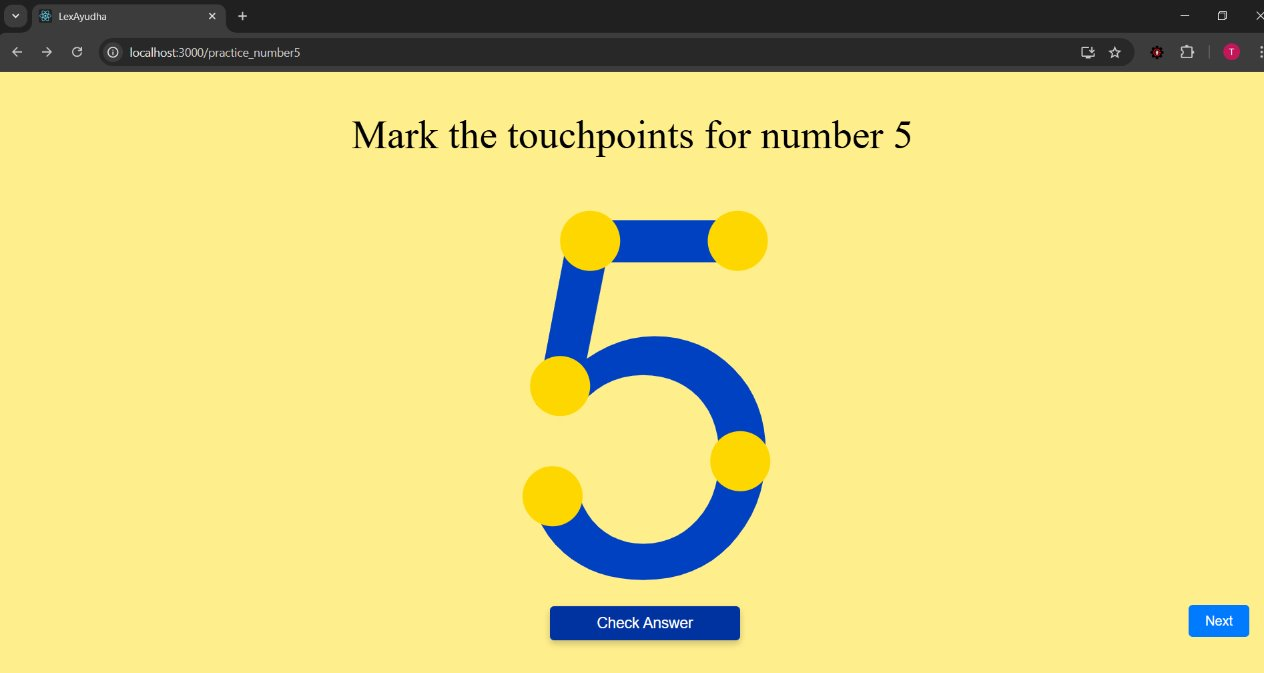 LexAyudha
localhost:3000/practice_number5
T
Mark the touchpoints for number 5
5
Check Answer
Next